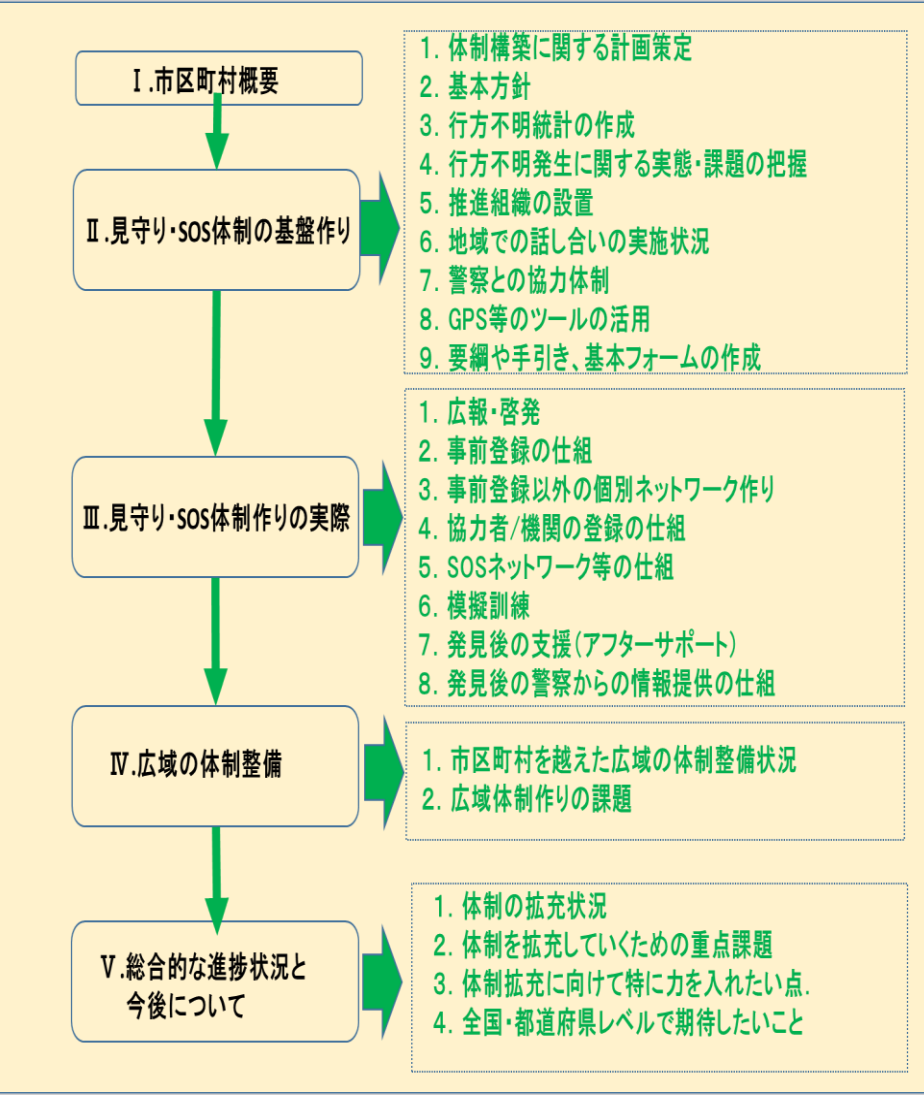 Ⅰ.市区町村概要
Ⅱ.見守り・SOS体制の基盤作り
1. 体制構築に関する計画策定
2. 基本方針
3. 行方不明統計の作成
4. 行方不明発生に関する実態・課題の把握
5. 推進組織の設置
6. 地域での話し合いの実施状況
7. 警察との協力体制
8. GPS等のツールの活用
9. 要綱や手引き、基本フォームの作成
Ⅲ.見守り・SOS体制作りの実際
1. 広報・啓発
2. 事前登録の仕組
3. 事前登録以外の個別ネットワーク作り
4. 協力者/機関の登録の仕組
5. SOSネットワーク等の仕組
6. 模擬訓練
7. 発見後の支援(アフターサポート)
8. 発見後の警察からの情報提供の仕組
Ⅳ.広域の体制整備
1. 市区町村を越えた広域の体制整備状況
2. 広域体制作りの課題
Ⅴ.総合的な進捗状況と
今後について
1. 体制の拡充状況
2. 体制を拡充していくための重点課題
3. 体制拡充に向けて特に力を入れたい点.
4. 全国・都道府県レベルで期待したいこと